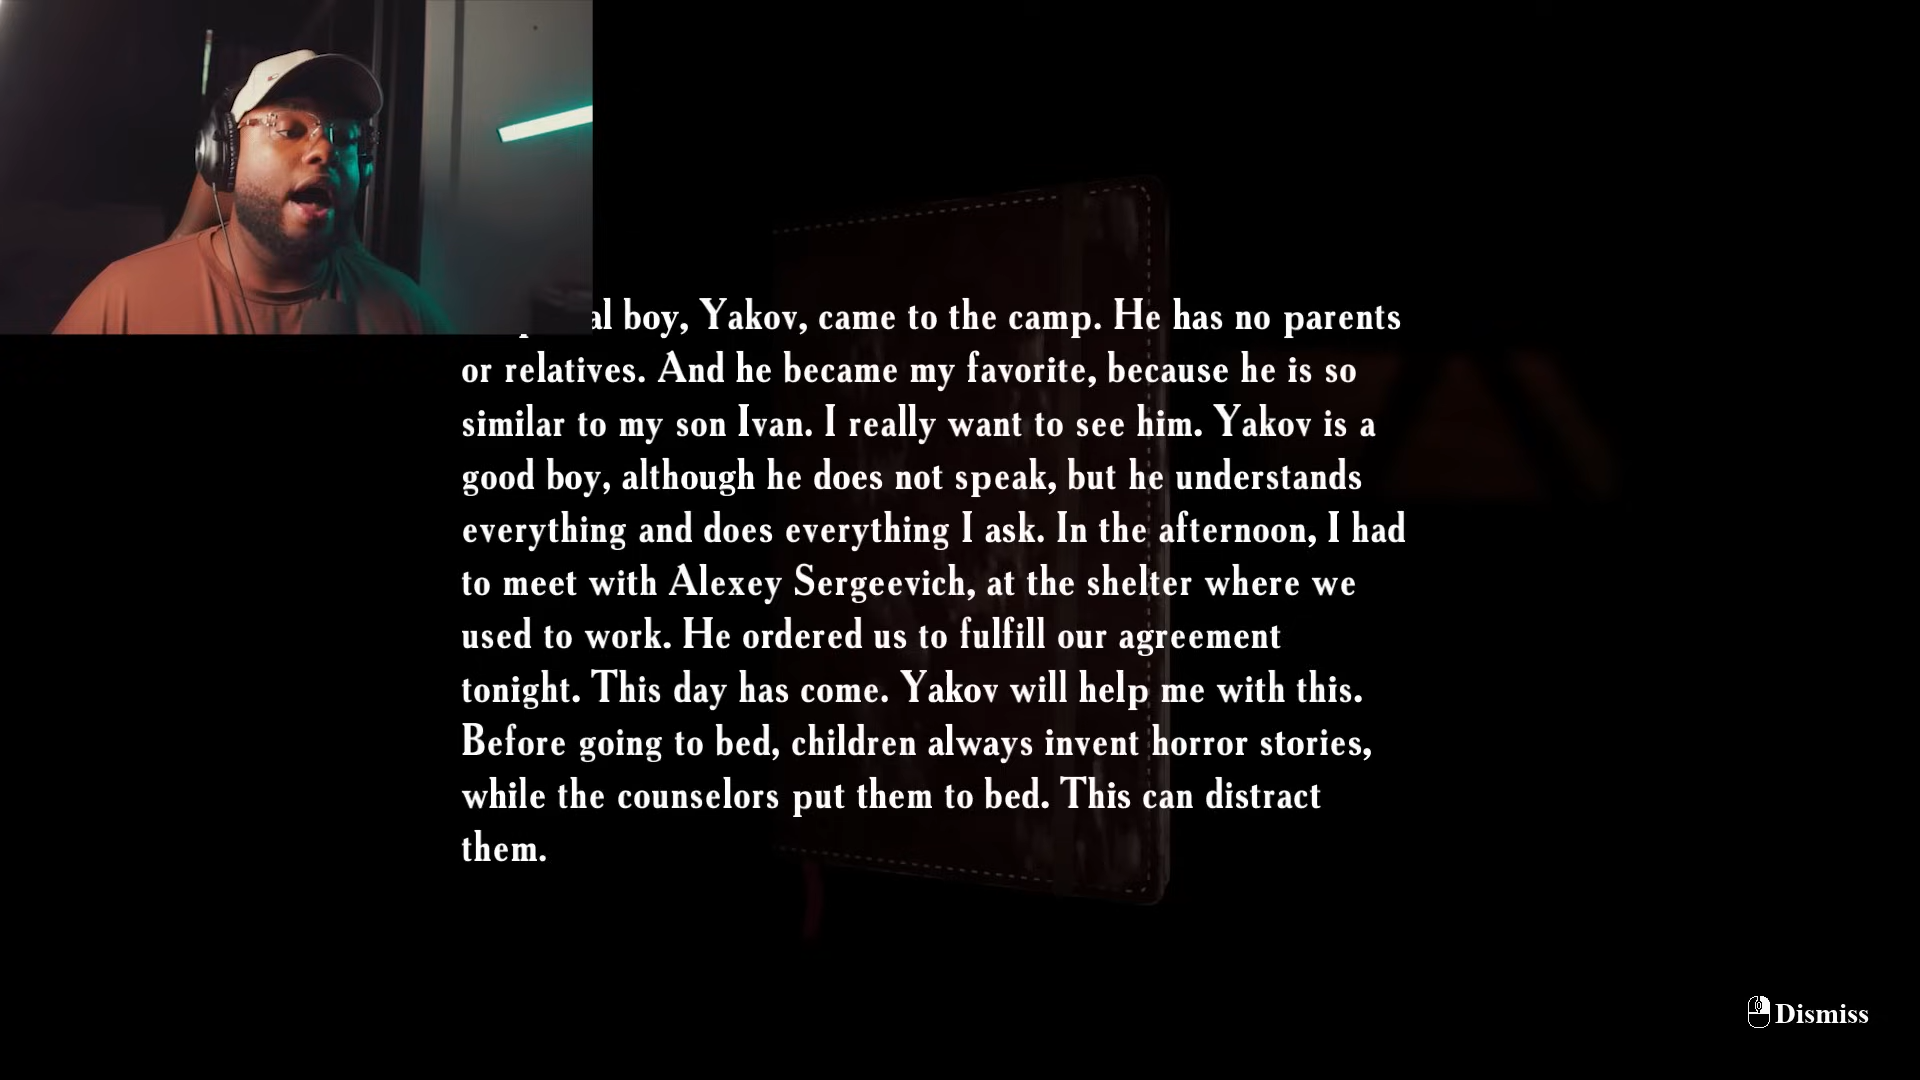 boy, Yakov, came to the camp. He has no parents
or relatives. And he became my favorite, because he is so
similar to my son Ivan. I really want to see him. Yakov is a
good boy, although he does not speak, but he understands
everything and does everything I ask. In the afternoon, I had
to meet with Alexey Sergeevich, at the shelter where we
used to work. He ordered us to fulfill our agreement
tonight. This day has come. Yakov will help me with this.
Before going to bed, children always invent horror stories,
while the counselors put them to bed. This can distract
them.
Dismiss